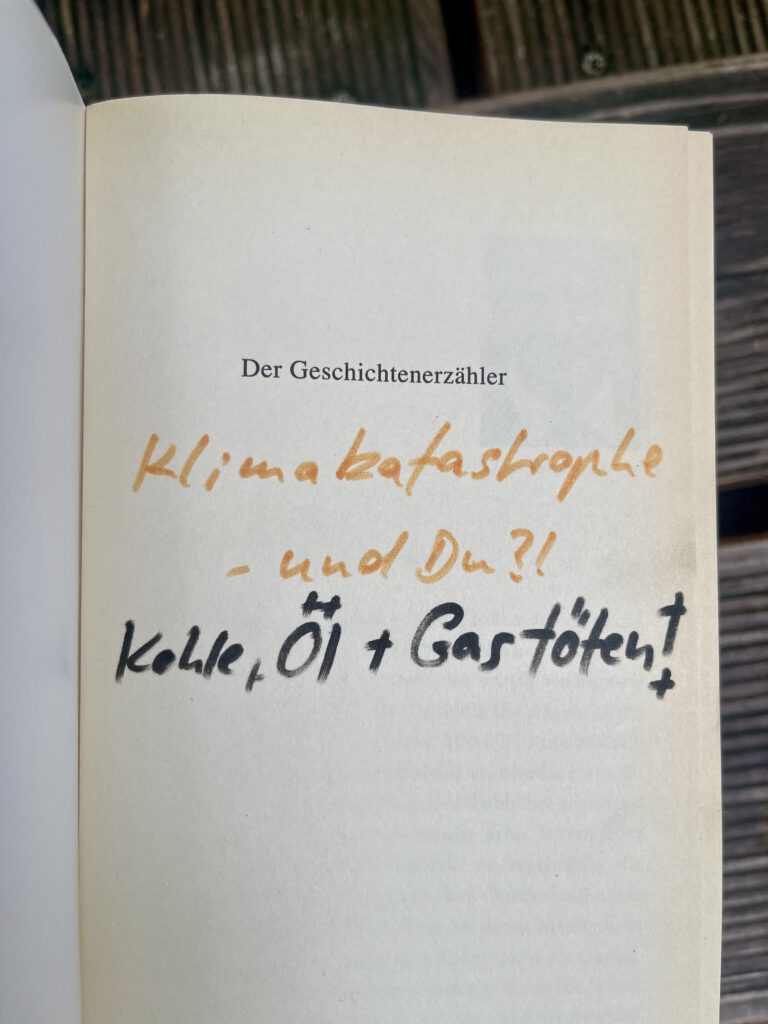 Der Geschichtenerzähler
Klimakatastrophe
- und Du?!
Kohle, Öl + Gas töten!